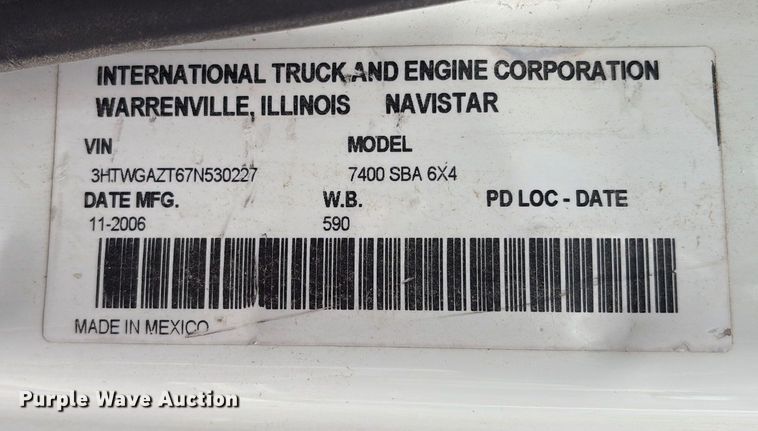 INTERNATIONAL TRUCK AND ENGINE CORPORATION
WARRENVILLE, ILLINOIS NAVISTAR
VIN MODEL
3HTWGAZT67N530227 7400 SBA 6X4
DATE MFG. W.B. PD LOC - DATE
11-2006 590
MADE IN MEXICO
Purple Wave Auction